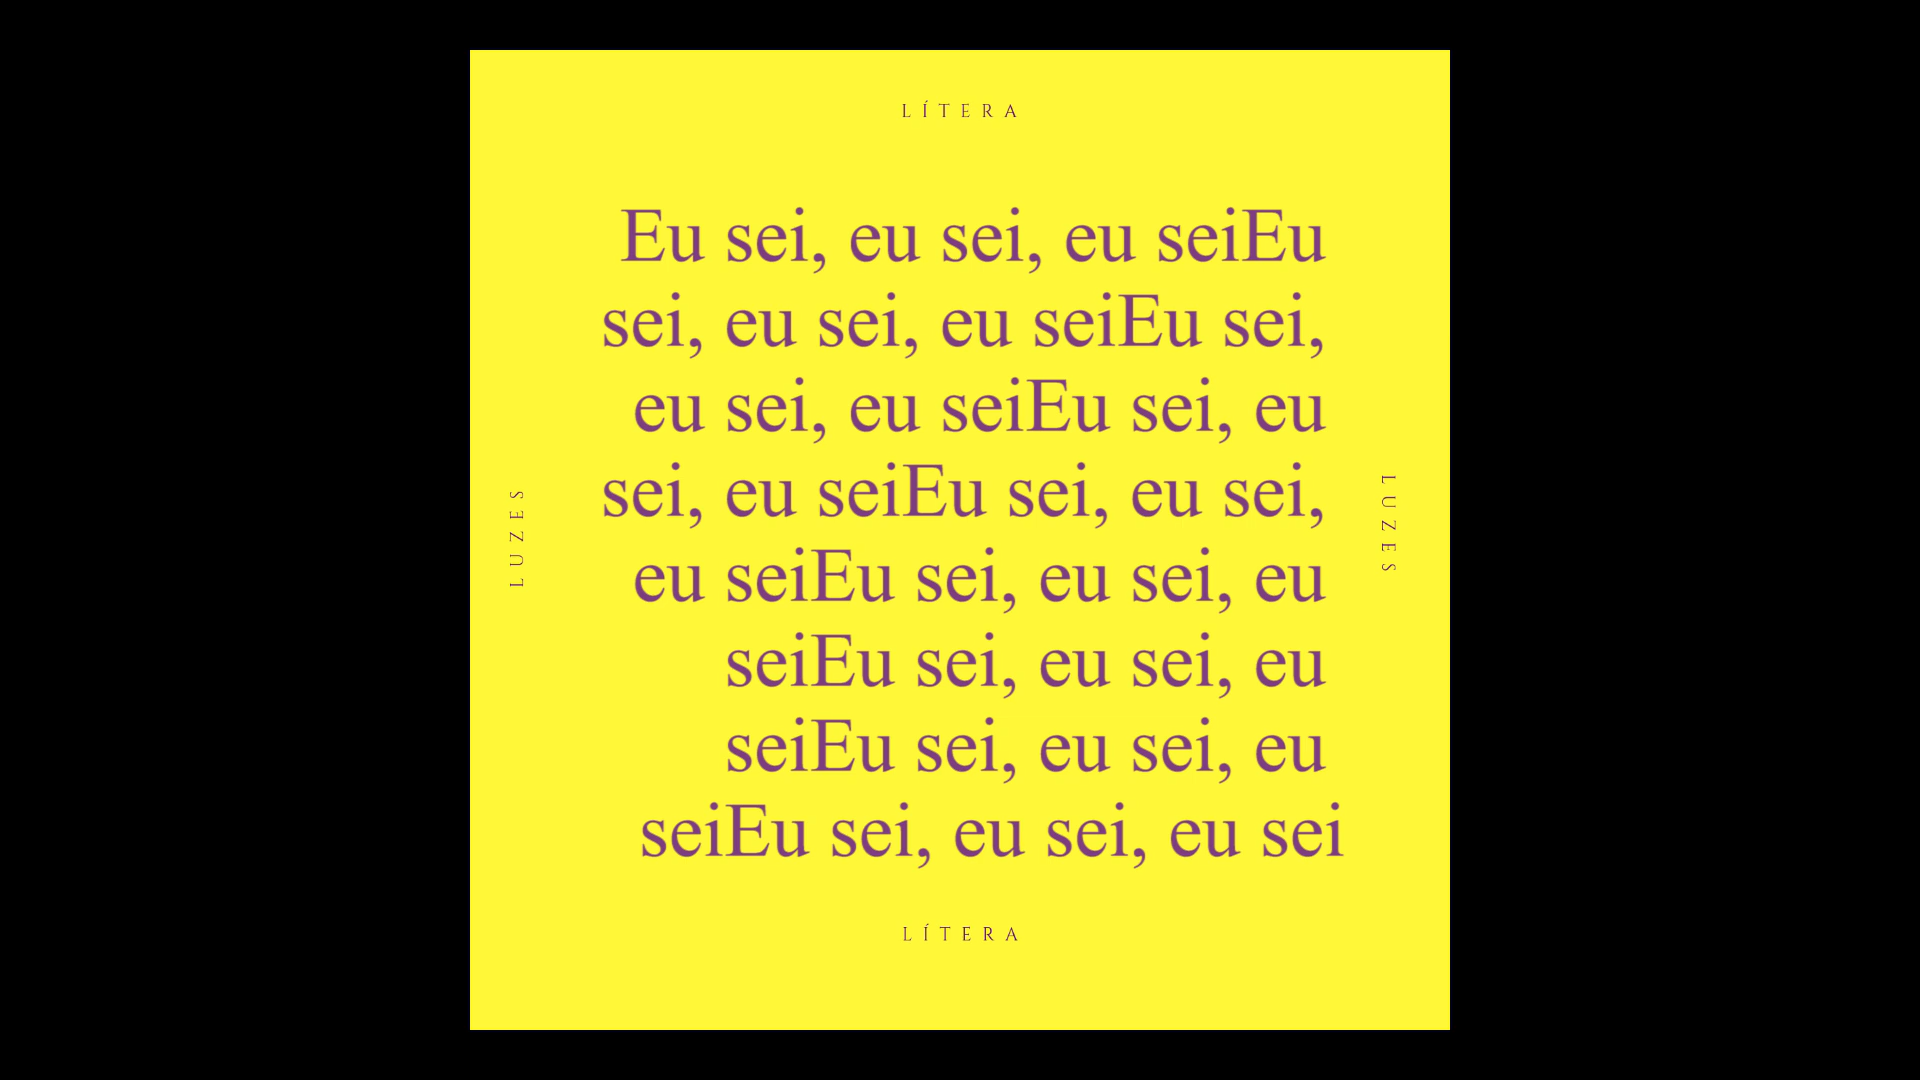 LÍTERA
Eu sei, eu sei, eu seiEu
sei, eu sei, eu seiEu sei,
eu sei, eu seiEu sei, eu
sei, eu seiEu sei, eu sei,
eu seiEu sei, eu sei, eu
seiEu sei, eu sei, eu
seiEu sei, eu sei, eu
seiEu sei, eu sei, eu sei
LUZES
LUZES
LÍTERA